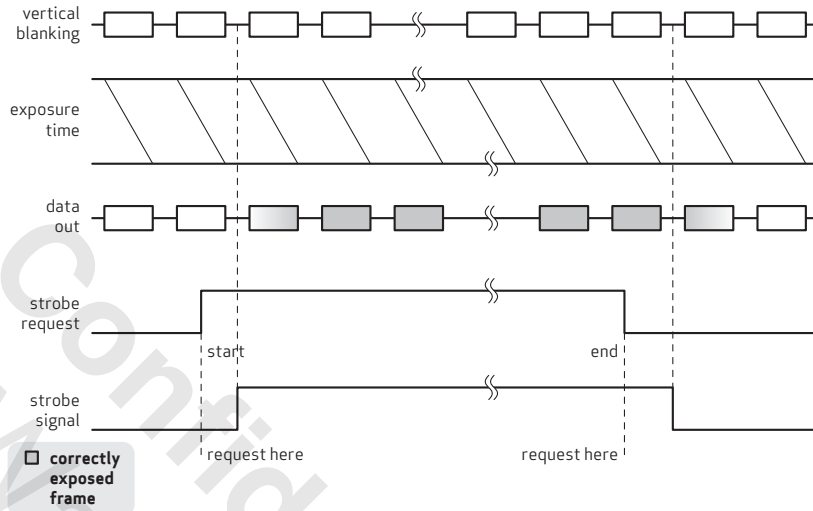 vertical
blanking
exposure
time
data
out
strobe
request
start
end
strobe
signal
request here
request here
correctly
exposed
frame
Confid